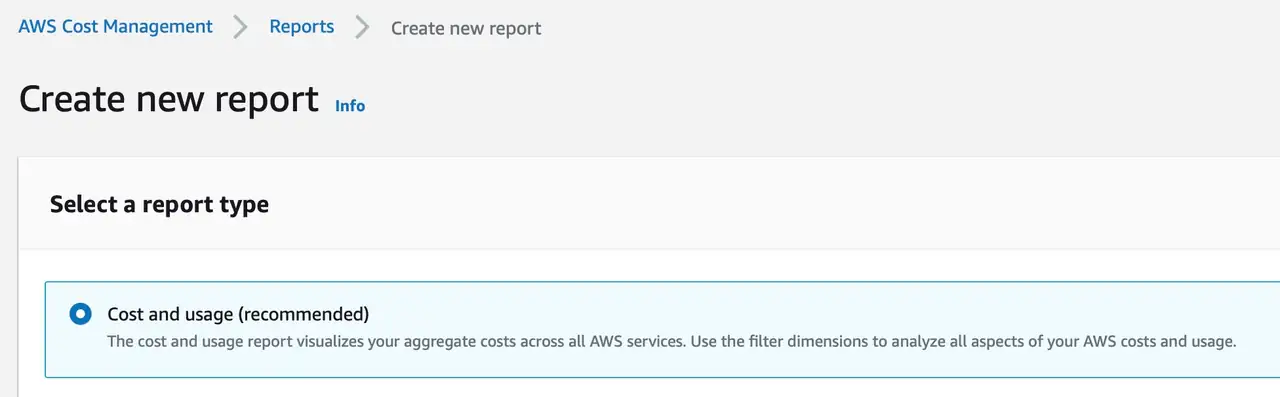 AWS Cost Management > Reports > Create new report
Create new report Info
Select a report type
Cost and usage (recommended)
The cost and usage report visualizes your aggregate costs across all AWS services. Use the filter dimensions to analyze all aspects of your AWS costs and usage.